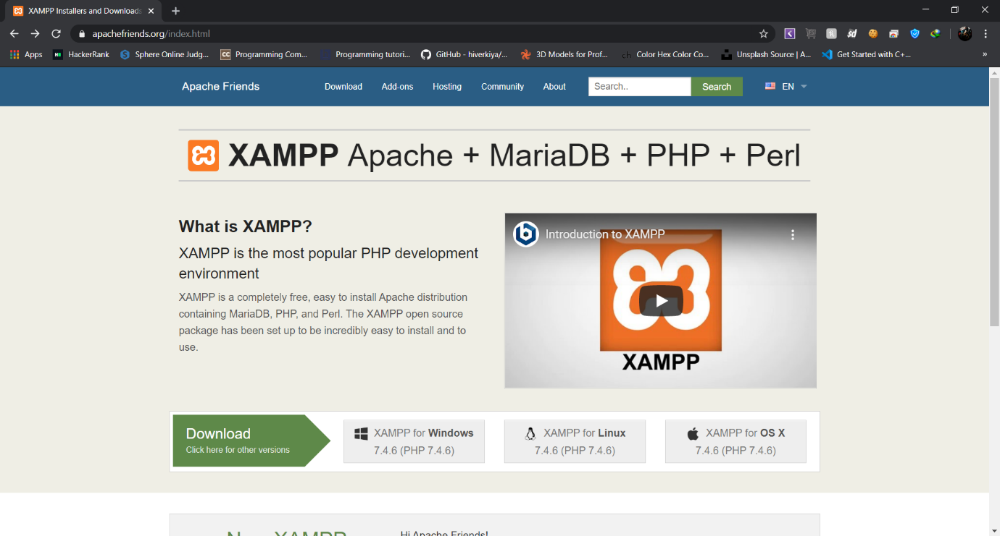 XAMPP Installers and Downloads
apachefriends.org/index.html
Apps HackerRank Sphere Online Judg... Programming Com... Programming tutori... GitHub - hiverkiya/... 3D Models for Prof... Color Hex Color Co... Unsplash Source | A... Get Started with C+... »
Apache Friends Download Add-ons Hosting Community About Search.. Search EN
XAMPP Apache + MariaDB + PHP + Perl
What is XAMPP?
XAMPP is the most popular PHP development
environment
XAMPP is a completely free, easy to install Apache distribution
containing MariaDB, PHP, and Perl. The XAMPP open source
package has been set up to be incredibly easy to install and to
use.
Introduction to XAMPP
XAMPP
Download
Click here for other versions
XAMPP for Windows
7.4.6 (PHP 7.4.6)
XAMPP for Linux
7.4.6 (PHP 7.4.6)
XAMPP for OS X
7.4.6 (PHP 7.4.6)
New XAMPP
Hi Apache Friends!